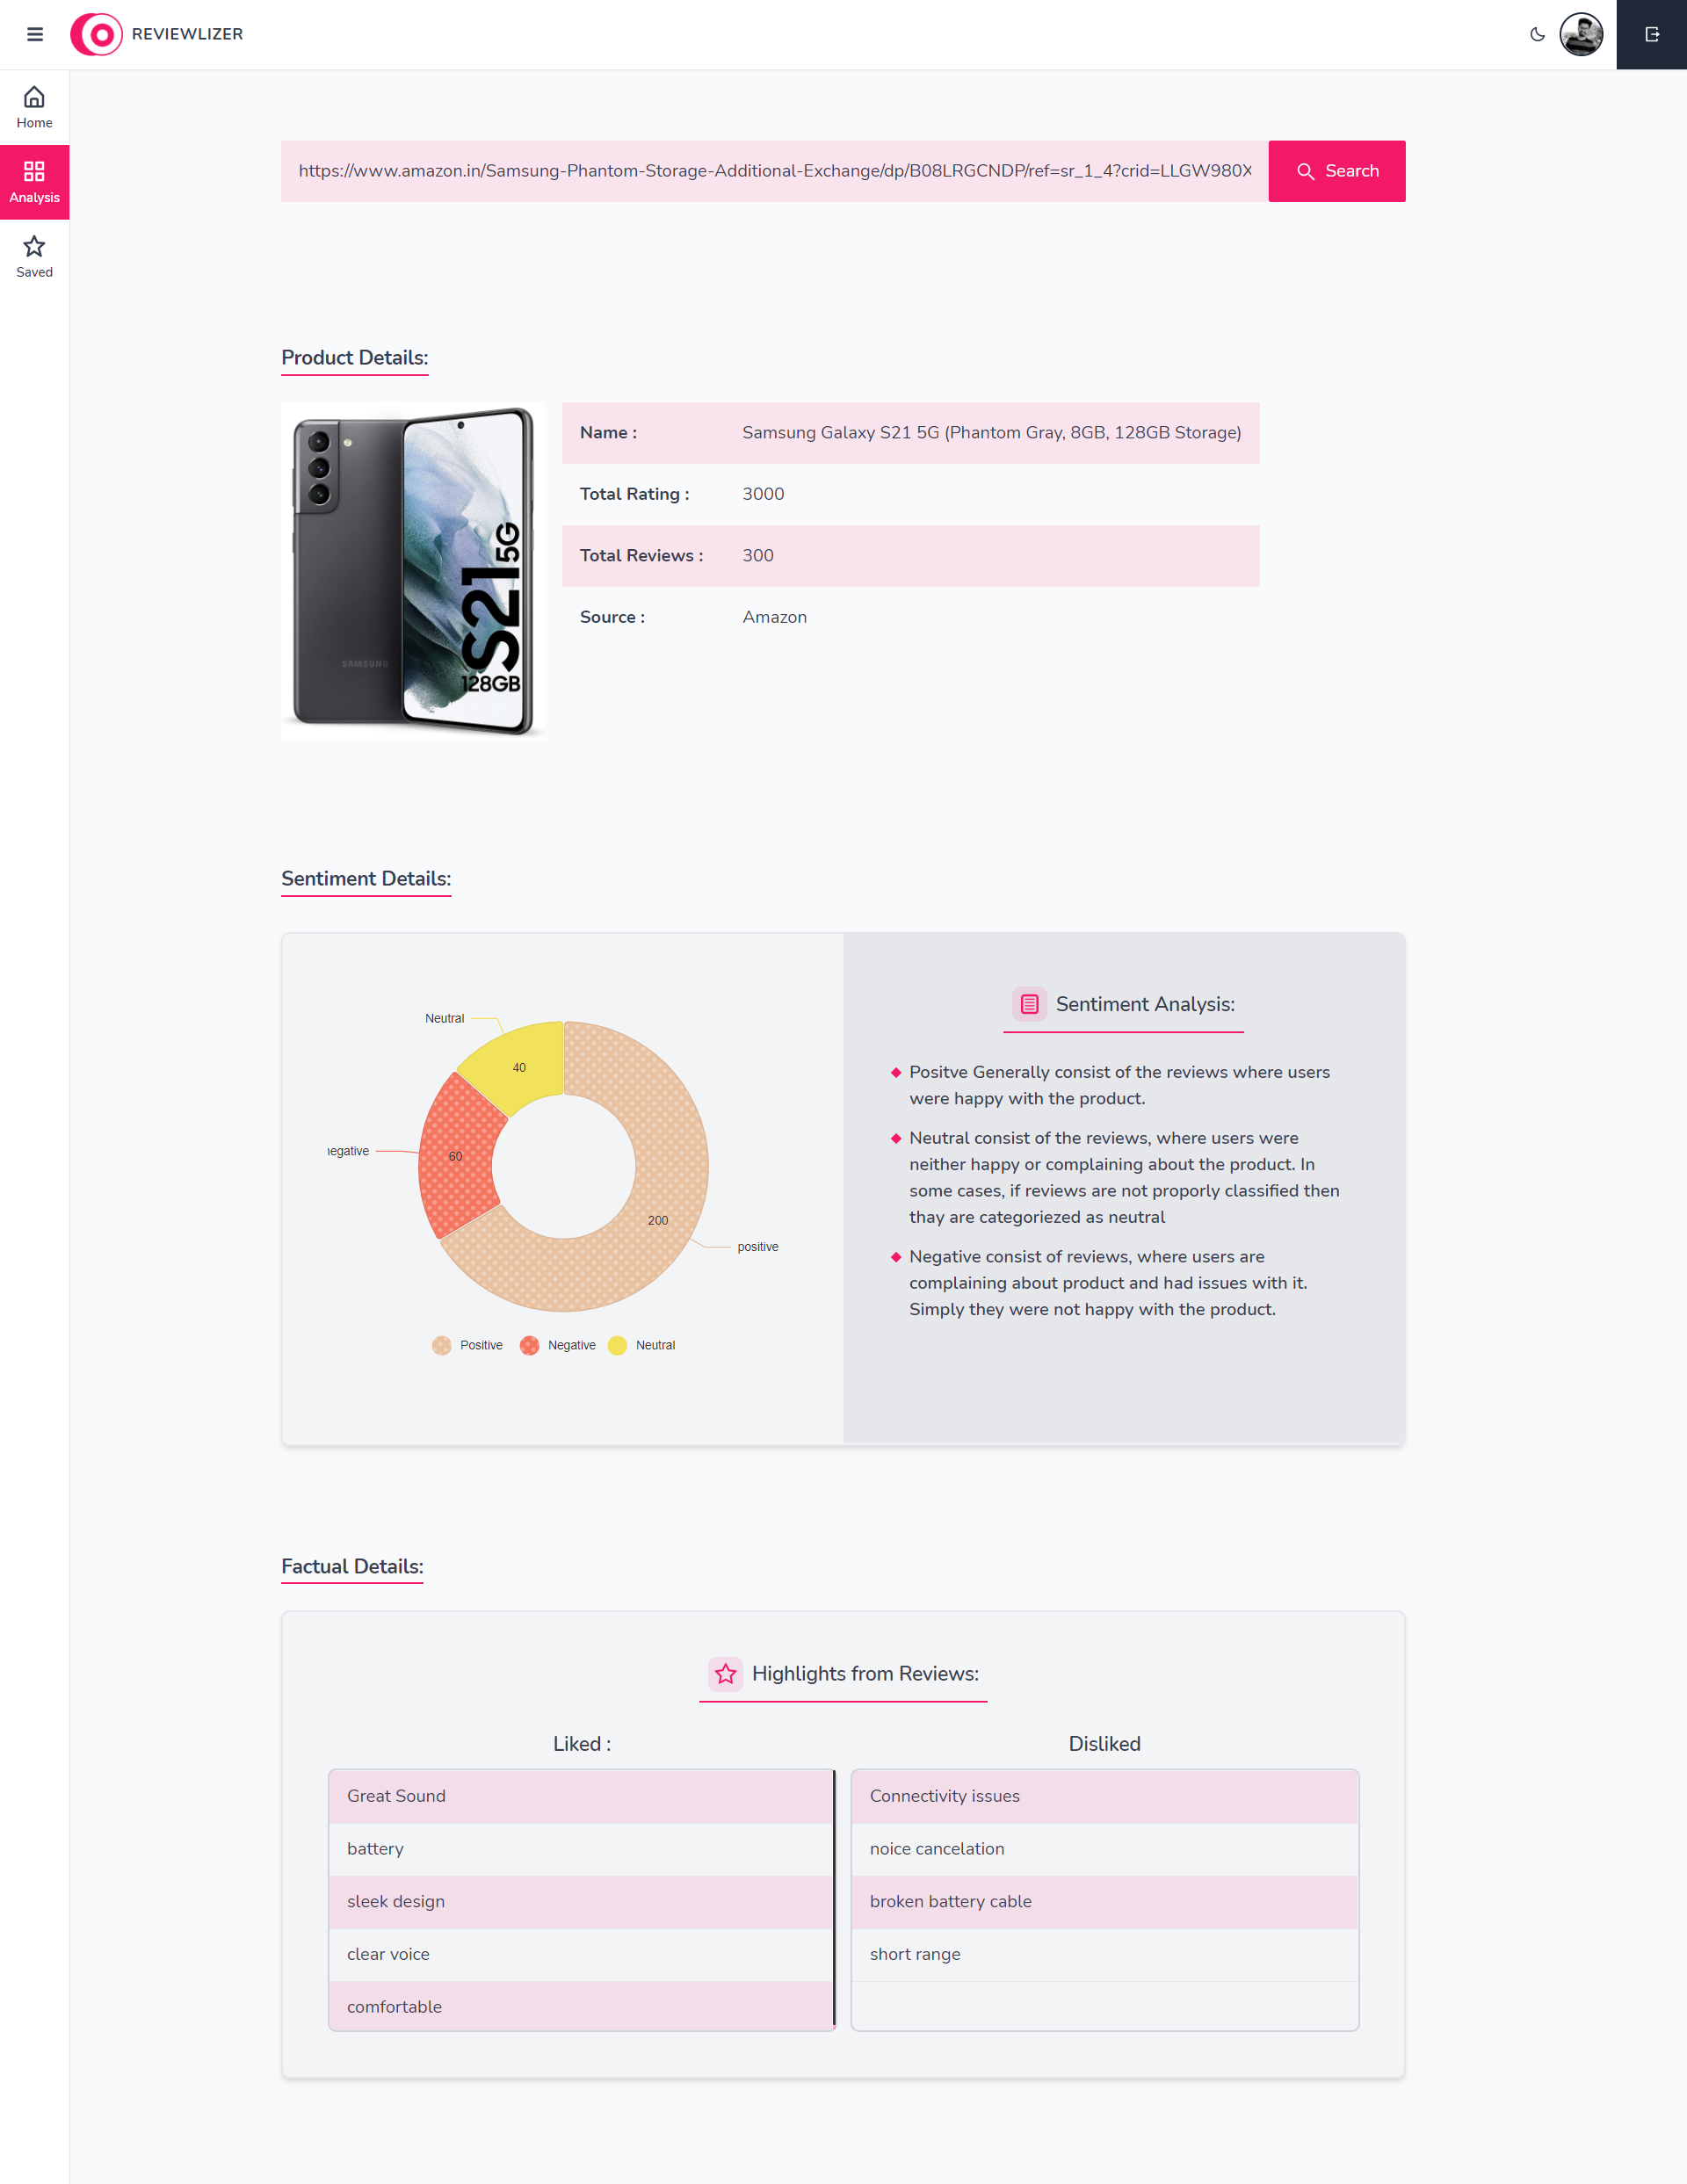 REVIEWLIZER
Home
Analysis
Saved
https://www.amazon.in/Samsung-Phantom-Storage-Additional-Exchange/dp/B08LRGCNDP/ref=sr_1_4?crid=LLGW980X
Search
Product Details:
SAMSUNG
S21 5G
128GB
Name : Samsung Galaxy S21 5G (Phantom Gray, 8GB, 128GB Storage)
Total Rating : 3000
Total Reviews : 300
Source : Amazon
Sentiment Details:
Neutral
40
negative
60
200
positive
Positive Negative Neutral
Sentiment Analysis:
Positve Generally consist of the reviews where users
were happy with the product.
Neutral consist of the reviews, where users were
neither happy or complaining about the product. In
some cases, if reviews are not proporly classified then
thay are categoriezed as neutral
Negative consist of reviews, where users are
complaining about product and had issues with it.
Simply they were not happy with the product.
Factual Details:
Highlights from Reviews:
Liked :
Great Sound
battery
sleek design
clear voice
comfortable
Disliked
Connectivity issues
noice cancelation
broken battery cable
short range